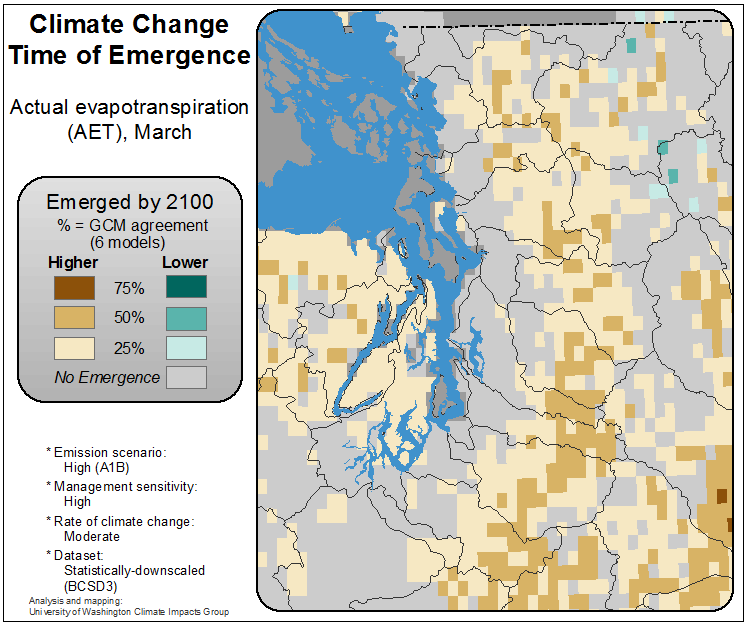 Climate Change
Time of Emergence
Actual evapotranspiration
(AET), March
Emerged by 2100
% = GCM agreement
(6 models)
Higher Lower
75%
50%
25%
No Emergence
* Emission scenario:
High (A1B)
* Management sensitivity:
High
* Rate of climate change:
Moderate
* Dataset:
Statistically-downscaled
(BCSD3)
Analysis and mapping:
University of Washington Climate Impacts Group